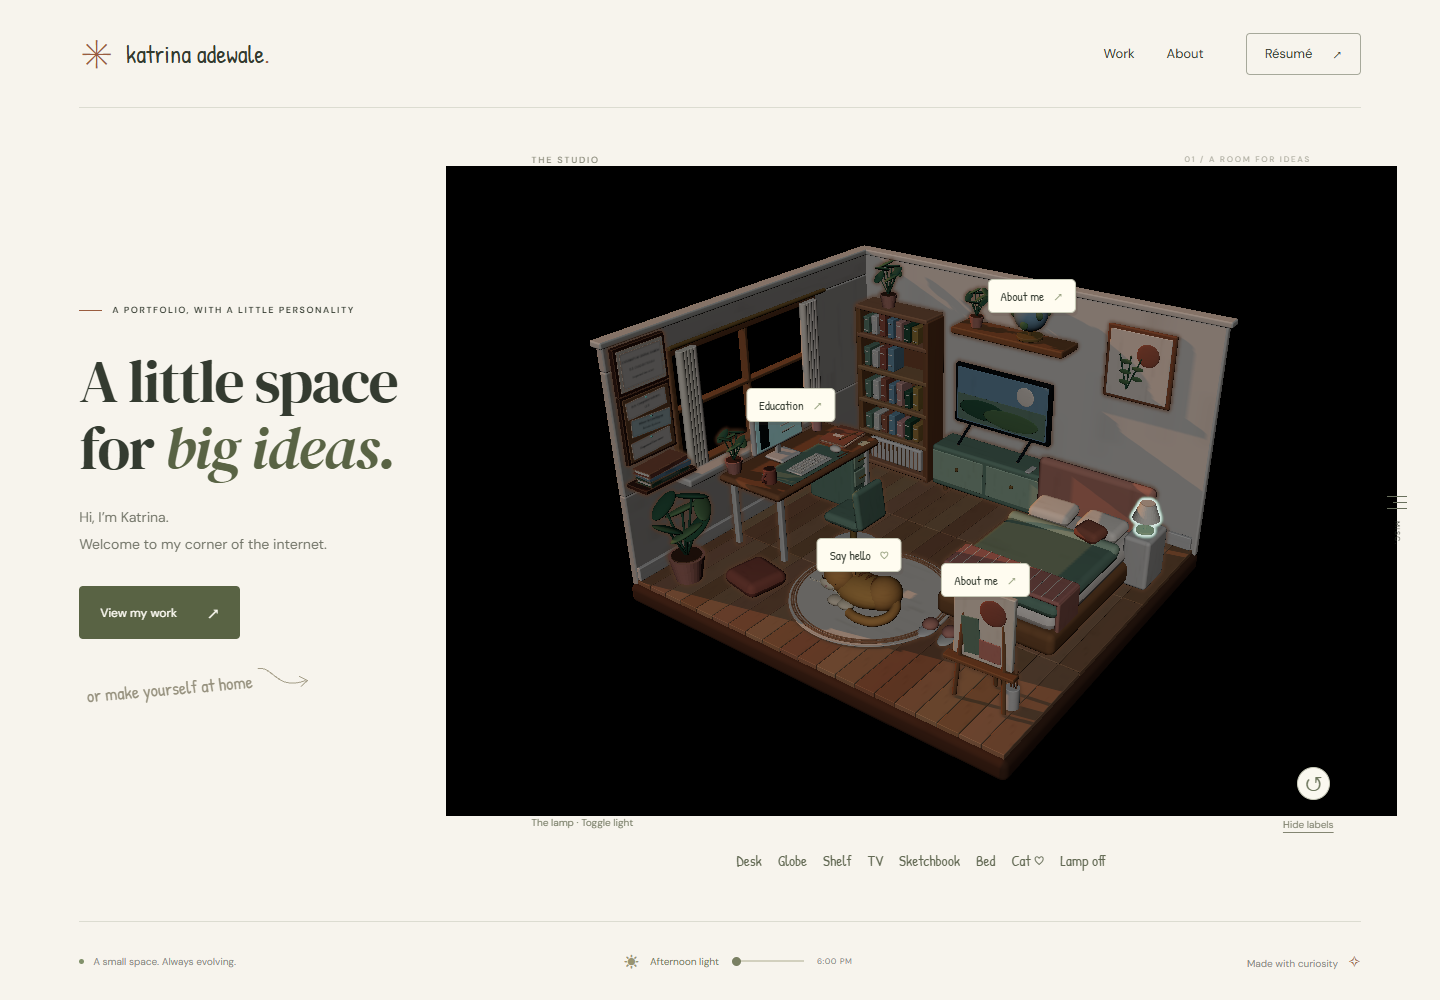 katrina adewale.
Work
About
Résumé ↗
THE STUDIO
01 / A ROOM FOR IDEAS
A PORTFOLIO, WITH A LITTLE PERSONALITY
A little space
for big ideas.
Hi, I'm Katrina.
Welcome to my corner of the internet.
View my work ↗
or make yourself at home
About me ↗
Education ↗
Say hello ♡
About me ↗
The lamp · Toggle light
Hide labels
Desk Globe Shelf TV Sketchbook Bed Cat ♡ Lamp off
A small space. Always evolving.
Afternoon light
6:00 PM
Made with curiosity